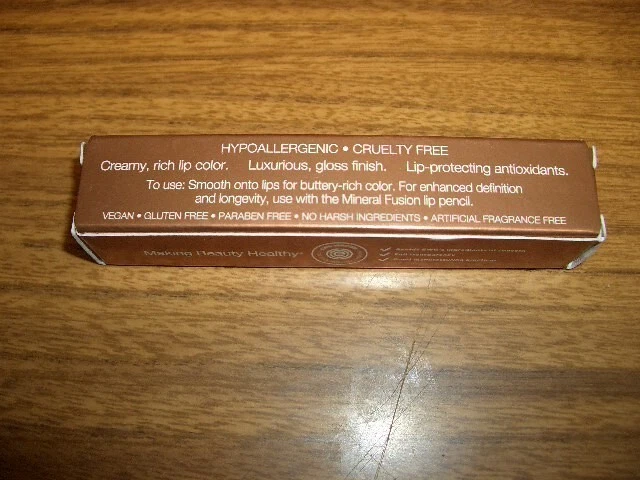 HYPOALLERGENIC • CRUELTY FREE
Creamy, rich lip color. Luxurious, gloss finish. Lip-protecting antioxidants.
To use: Smooth onto lips for buttery-rich color. For enhanced definition
and longevity, use with the Mineral Fusion lip pencil.
VEGAN • GLUTEN FREE • PARABEN FREE • NO HARSH INGREDIENTS • ARTIFICIAL FRAGRANCE FREE
Making Beauty Healthy